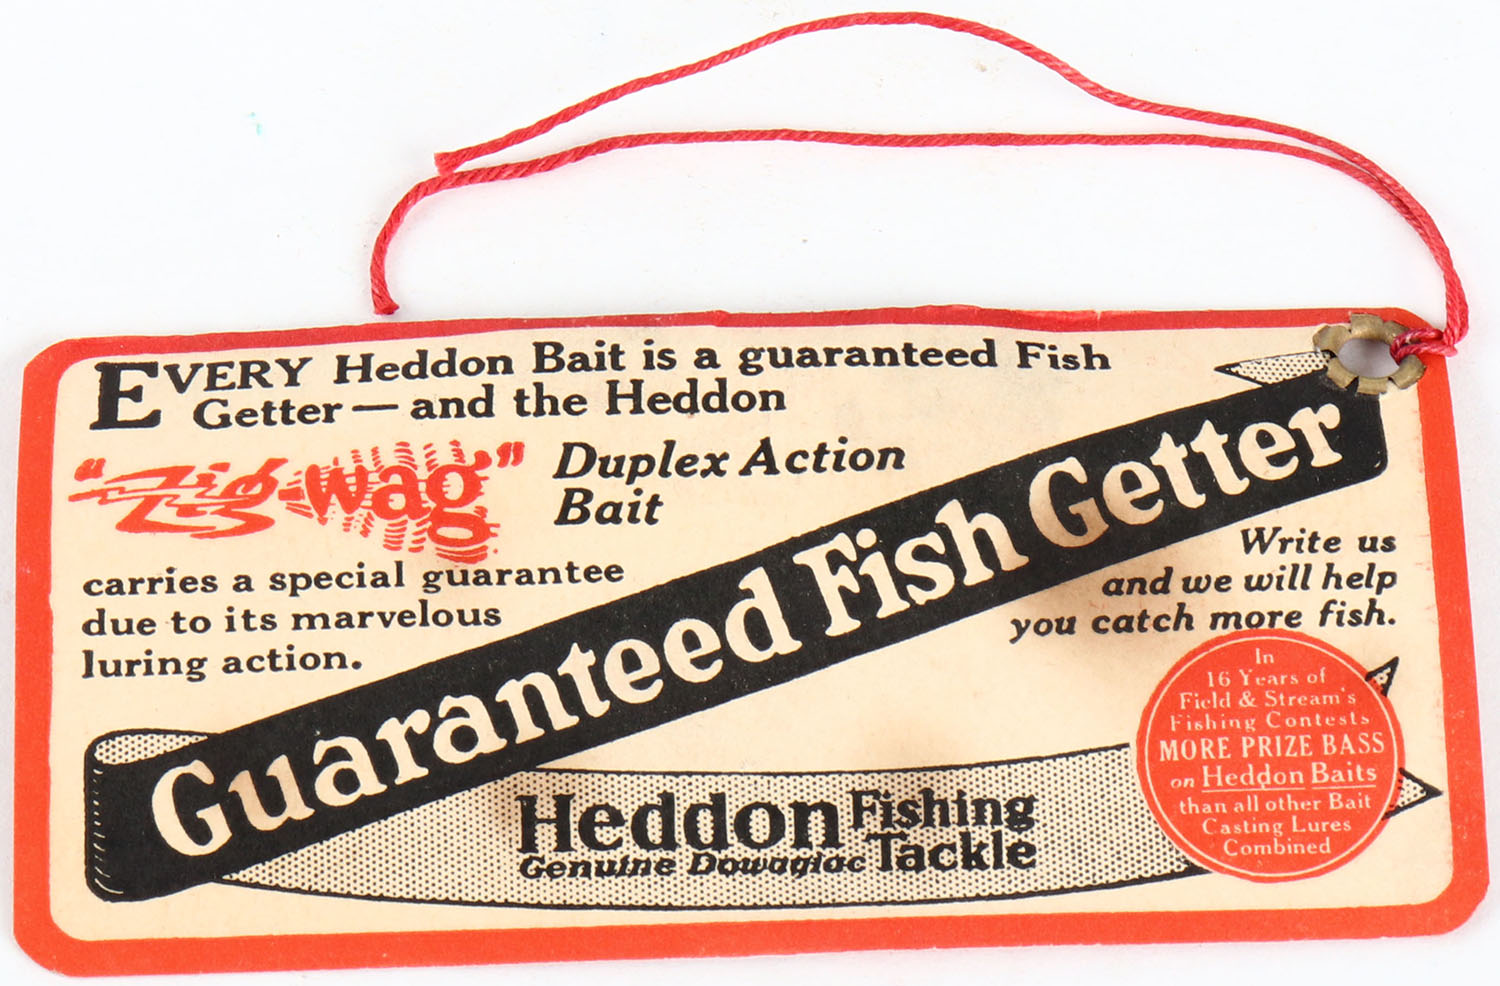 EVERY Heddon Bait is a guaranteed Fish
Getter — and the Heddon
"Zig-wag" Duplex Action
Bait
carries a special guarantee
due to its marvelous
luring action.
Guaranteed Fish Getter
Write us
and we will help
you catch more fish.
Heddon Fishing
Genuine Dowagiac Tackle
In
16 Years of
Field & Stream's
Fishing Contests
MORE PRIZE BASS
on Heddon Baits
than all other Bait
Casting Lures
Combined